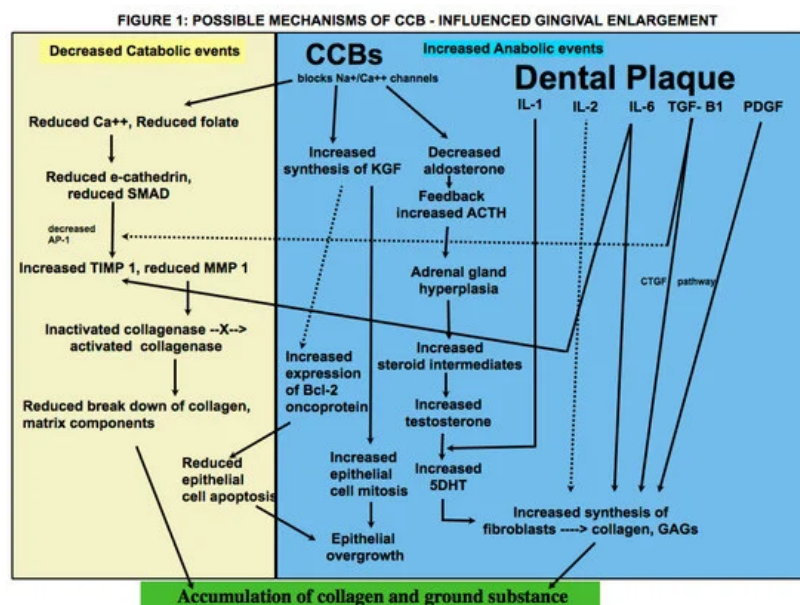 FIGURE 1: POSSIBLE MECHANISMS OF CCB - INFLUENCED GINGIVAL ENLARGEMENT
Decreased Catabolic events
CCBs
blocks Na+/Ca++ channels
Increased Anabolic events
Dental Plaque
IL-1 IL-2 IL-6 TGF- B1 PDGF
Reduced Ca++, Reduced folate
Reduced e-cathedrin,
reduced SMAD
decreased
AP-1
Increased TIMP 1, reduced MMP 1
Inactivated collagenase --X-->
activated collagenase
Reduced break down of collagen,
matrix components
Reduced
epithelial
cell apoptosis
Increased
synthesis of KGF
Increased
expression
of Bcl-2
oncoprotein
Increased
epithelial
cell mitosis
Epithelial
overgrowth
Decreased
aldosterone
Feedback
increased ACTH
Adrenal gland
hyperplasia
Increased
steroid intermediates
Increased
testosterone
Increased
5DHT
CTGF pathway
Increased synthesis of
fibroblasts ----> collagen, GAGs
Accumulation of collagen and ground substance